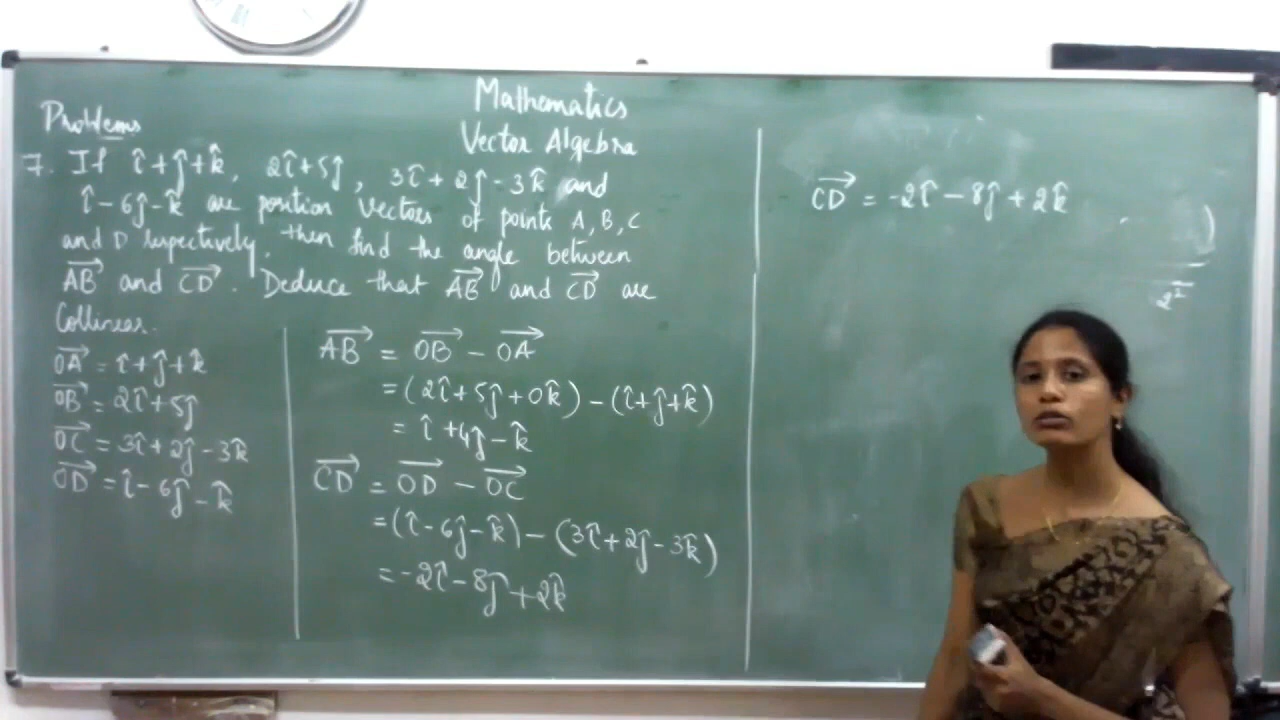 Mathematics
Vector Algebra
Problems
7. If î+ĵ+k̂, 2î+5ĵ, 3î+2ĵ-3k̂ and
î-6ĵ-k̂ are position vectors of points A, B, C
and D respectively, then find the angle between
AB⃗ and CD⃗. Deduce that AB⃗ and CD⃗ are
Collinear.
OA⃗ = î+ĵ+k̂
OB⃗ = 2î+5ĵ
OC⃗ = 3î+2ĵ-3k̂
OD⃗ = î-6ĵ-k̂
AB⃗ = OB⃗ - OA⃗
= (2î+5ĵ+0k̂) - (î+ĵ+k̂)
= î+4ĵ-k̂
CD⃗ = OD⃗ - OC⃗
= (î-6ĵ-k̂) - (3î+2ĵ-3k̂)
= -2î-8ĵ+2k̂
CD⃗ = -2î-8ĵ+2k̂